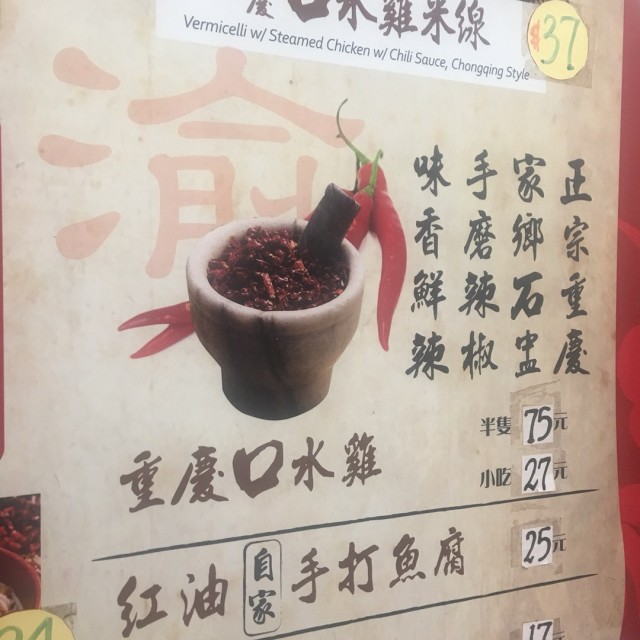 慶口水雞米線
$37
Vermicelli w/ Steamed Chicken w/ Chili Sauce, Chongqing Style
渝
正宗重慶
家鄉石盅
手磨辣椒
味香鮮辣
半隻75元
小吃27元
重慶口水雞
紅油自家手打魚腐 25元
17